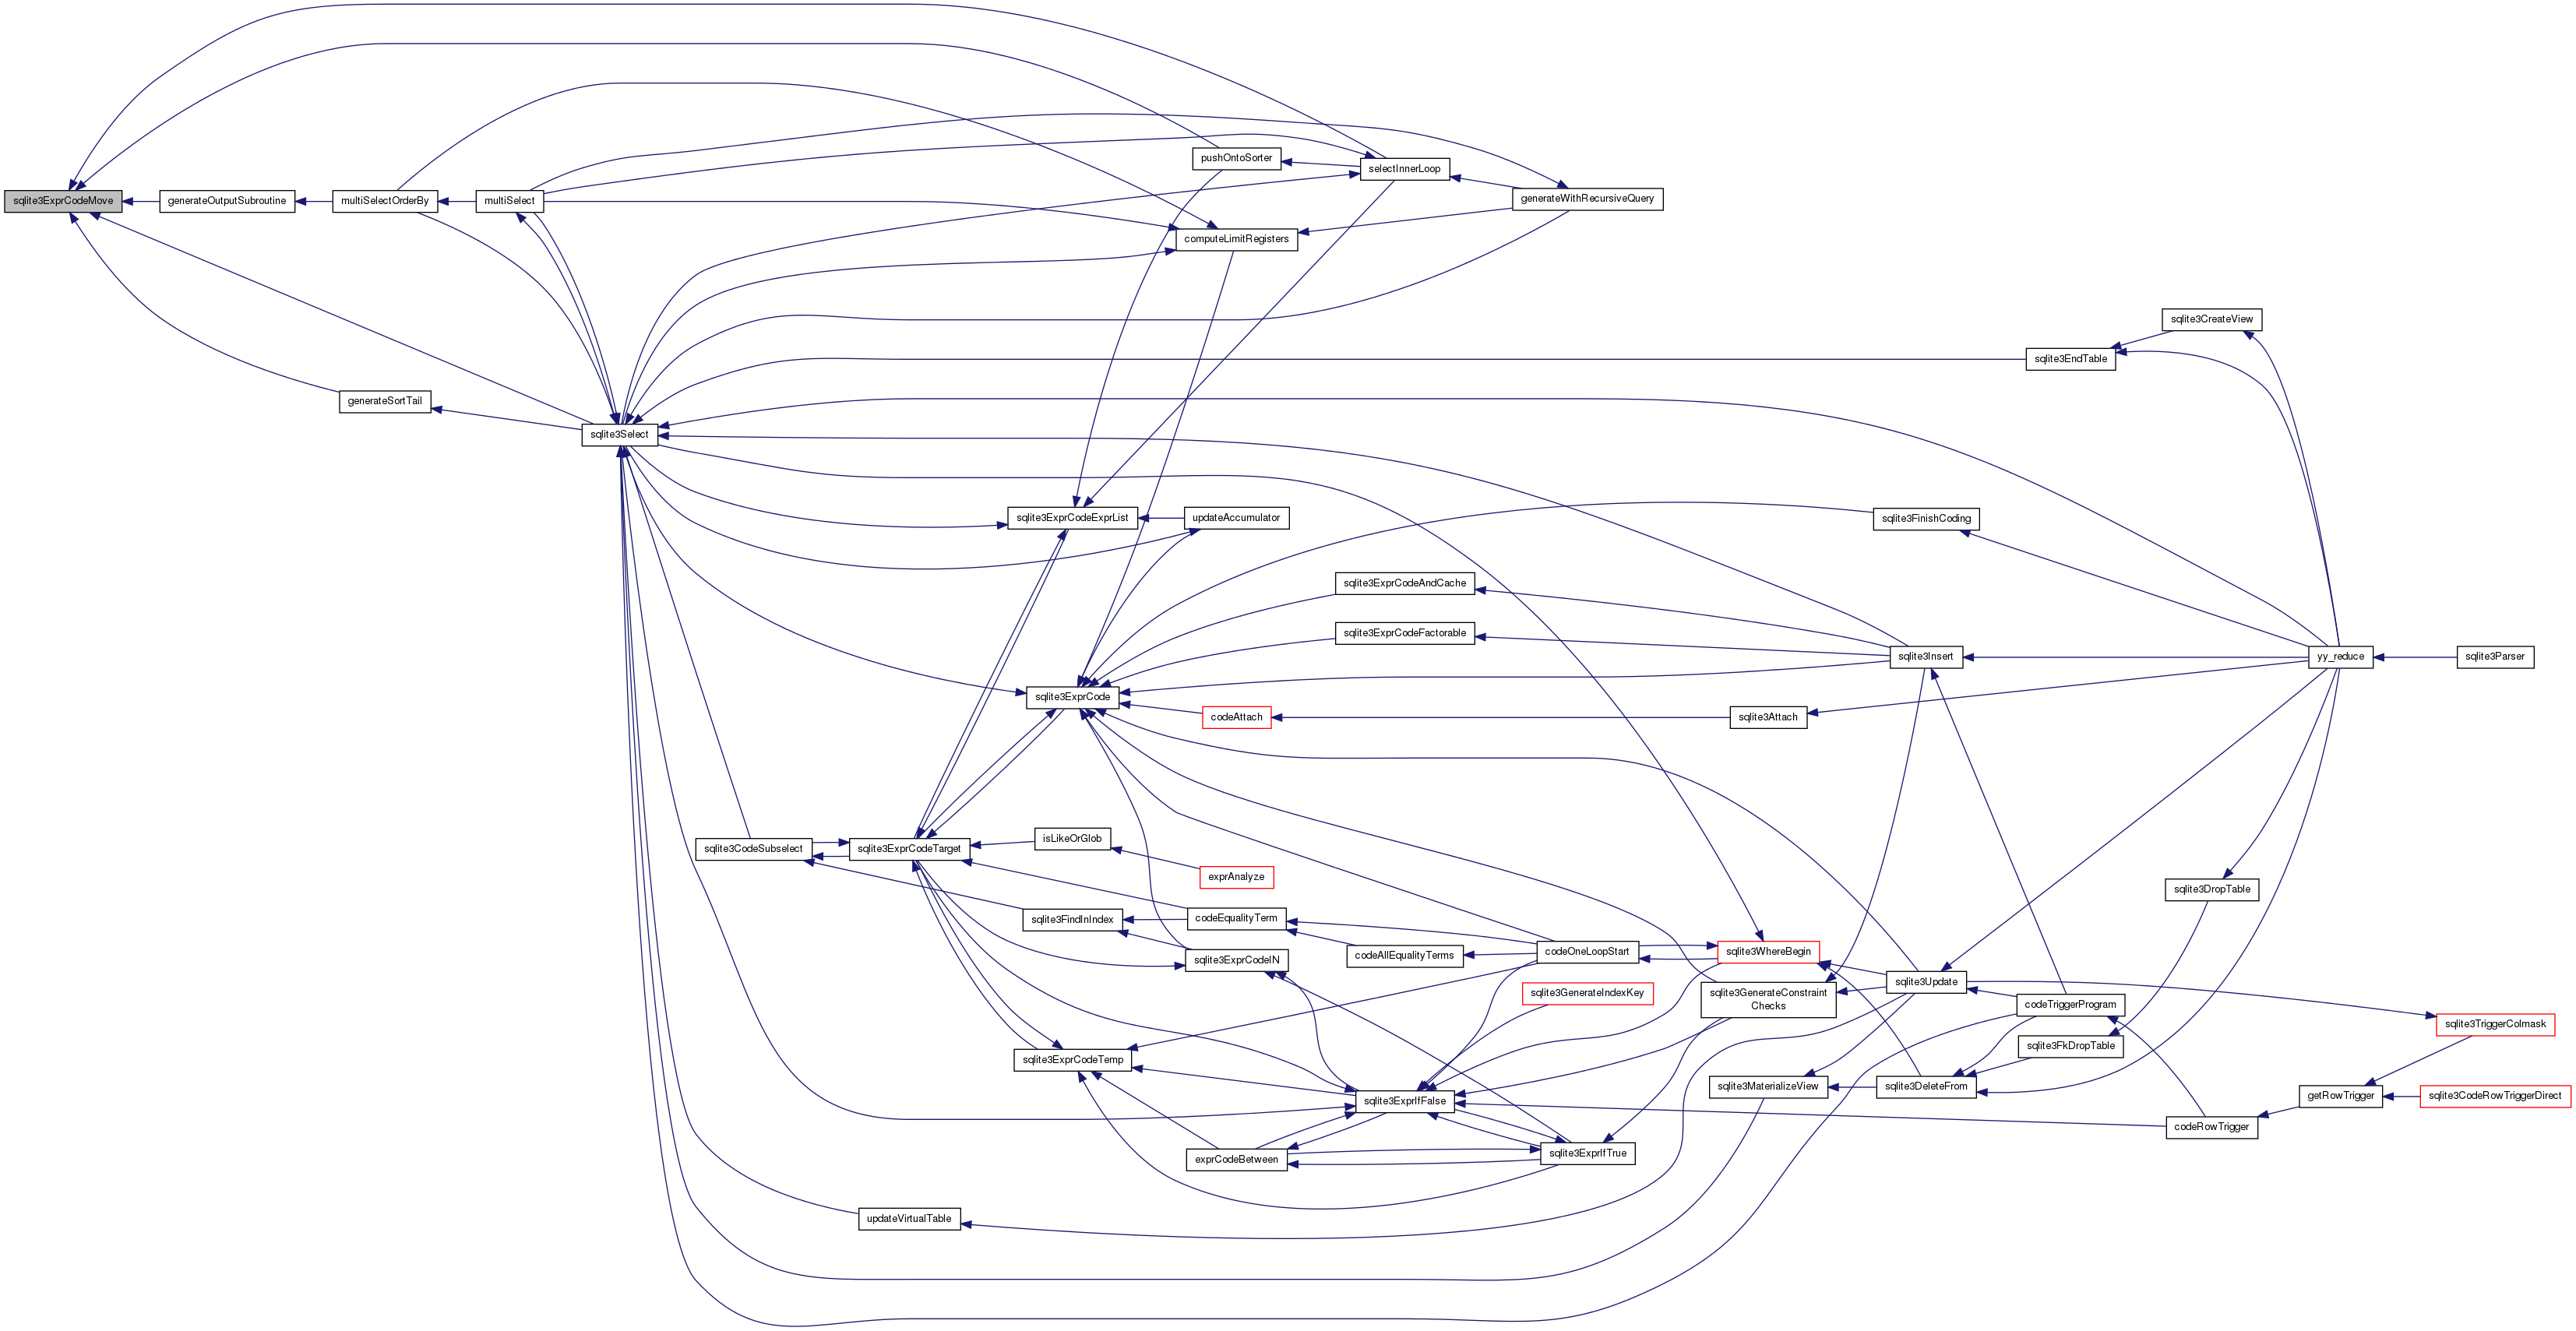 sqlite3ExprCodeMove
generateOutputSubroutine
multiSelectOrderBy
multiSelect
pushOntoSorter
selectInnerLoop
generateWithRecursiveQuery
computeLimitRegisters
sqlite3CreateView
sqlite3EndTable
generateSortTail
sqlite3Select
sqlite3ExprCodeExprList
updateAccumulator
sqlite3FinishCoding
sqlite3ExprCodeAndCache
sqlite3ExprCodeFactorable
sqlite3Insert
yy_reduce
sqlite3Parser
sqlite3ExprCode
codeAttach
sqlite3Attach
sqlite3CodeSubselect
sqlite3ExprCodeTarget
isLikeOrGlob
exprAnalyze
sqlite3DropTable
sqlite3FindInIndex
codeEqualityTerm
sqlite3ExprCodeIN
codeAllEqualityTerms
codeOneLoopStart
sqlite3WhereBegin
sqlite3GenerateIndexKey
sqlite3GenerateConstraint
Checks
sqlite3Update
codeTriggerProgram
sqlite3TriggerColmask
sqlite3FkDropTable
sqlite3ExprCodeTemp
sqlite3MaterializeView
sqlite3DeleteFrom
getRowTrigger
sqlite3CodeRowTriggerDirect
sqlite3ExprIfFalse
codeRowTrigger
exprCodeBetween
sqlite3ExprIfTrue
updateVirtualTable